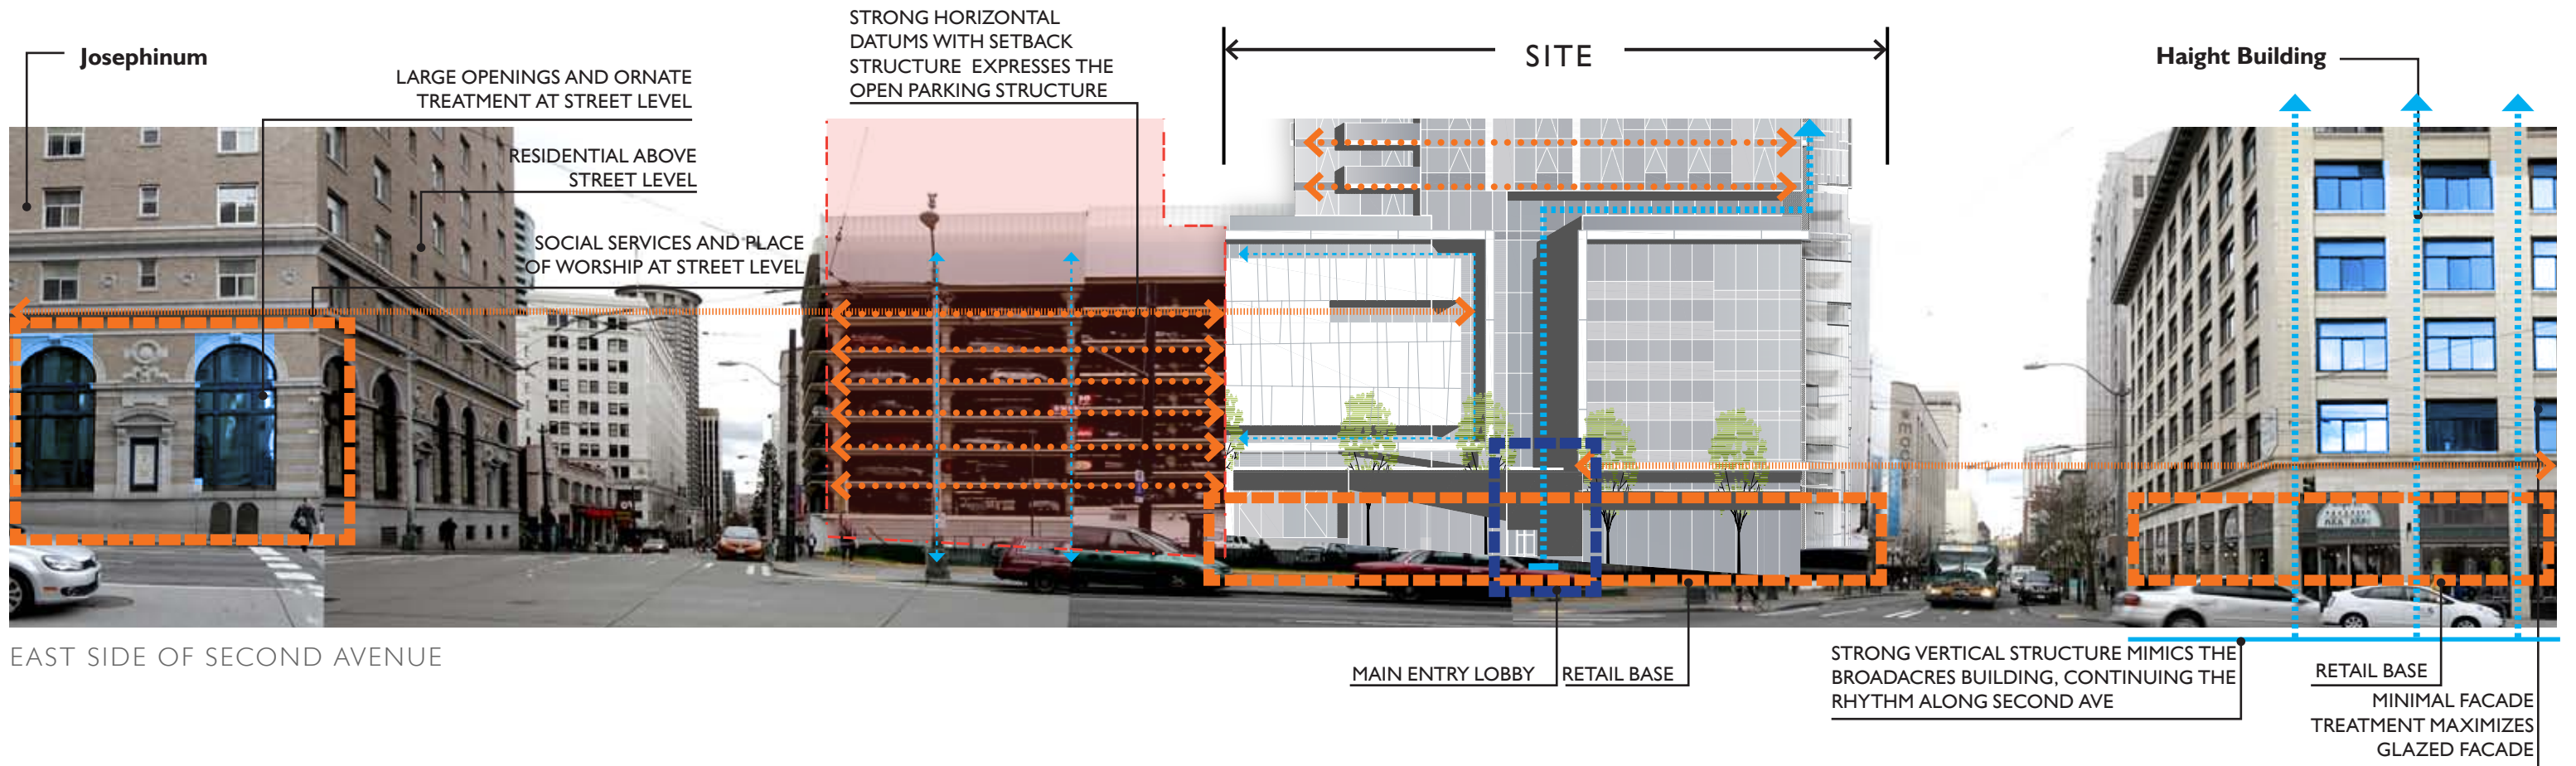 Josephinum
LARGE OPENINGS AND ORNATE
TREATMENT AT STREET LEVEL
RESIDENTIAL ABOVE
STREET LEVEL
SOCIAL SERVICES AND PLACE
OF WORSHIP AT STREET LEVEL
STRONG HORIZONTAL
DATUMS WITH SETBACK
STRUCTURE EXPRESSES THE
OPEN PARKING STRUCTURE
SITE
Haight Building
EAST SIDE OF SECOND AVENUE
MAIN ENTRY LOBBY
RETAIL BASE
STRONG VERTICAL STRUCTURE MIMICS THE
BROADACRES BUILDING, CONTINUING THE
RHYTHM ALONG SECOND AVE
RETAIL BASE
MINIMAL FACADE
TREATMENT MAXIMIZES
GLAZED FACADE